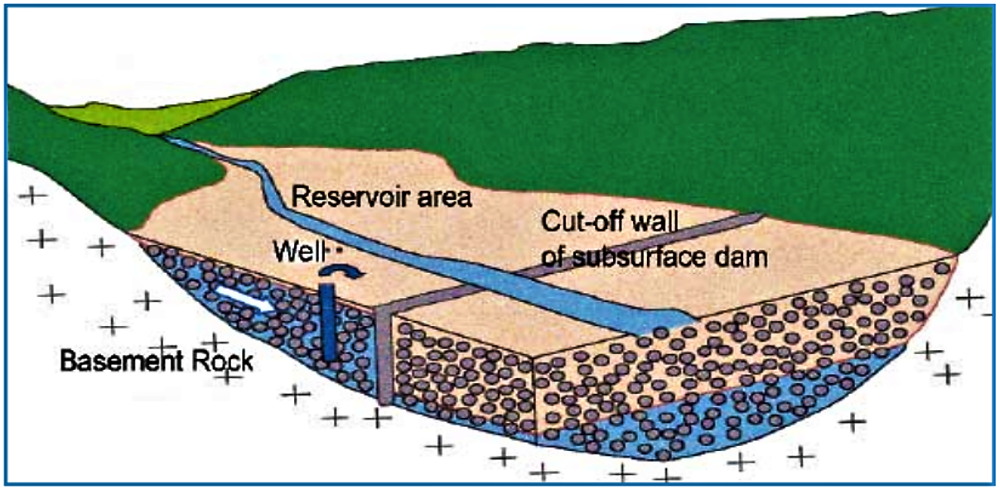 Reservoir area
Cut-off wall
of subsurface dam
Well
Basement Rock